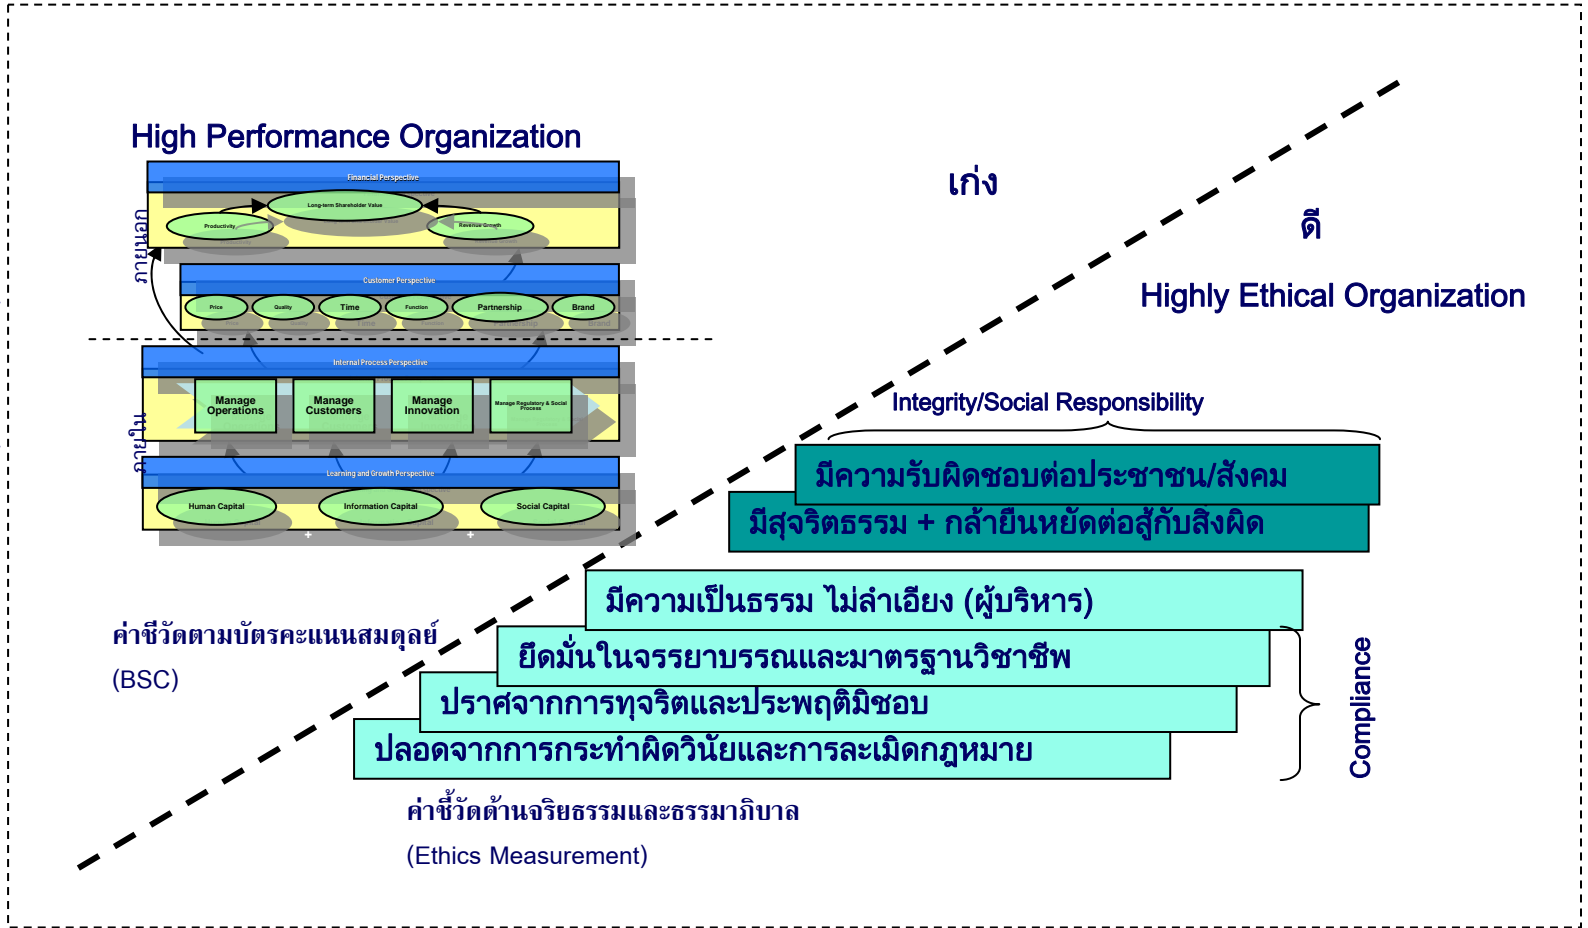 High Performance Organization
Financial Perspective
Long-term Shareholder Value
Productivity
Revenue Growth
ภายนอก
Customer Perspective
Price
Quality
Time
Function
Partnership
Brand
Internal Process Perspective
Manage
Operations
Manage
Customers
Manage
Innovation
Manage Regulatory & Social
Process
ภายใน
Learning and Growth Perspective
Human Capital
Information Capital
Social Capital
+
+
เก่ง
ดี
Highly Ethical Organization
Integrity/Social Responsibility
มีความรับผิดชอบต่อประชาชน/สังคม
มีสุจริตธรรม + กล้ายืนหยัดต่อสู้กับสิ่งผิด
มีความเป็นธรรม ไม่ลำเอียง (ผู้บริหาร)
ยึดมั่นในจรรยาบรรณและมาตรฐานวิชาชีพ
ปราศจากการทุจริตและประพฤติมิชอบ
ปลอดจากการกระทำผิดวินัยและการละเมิดกฎหมาย
Compliance
ค่าชี้วัดตามบัตรคะแนนสมดุลย์
(BSC)
ค่าชี้วัดด้านจริยธรรมและธรรมาภิบาล
(Ethics Measurement)